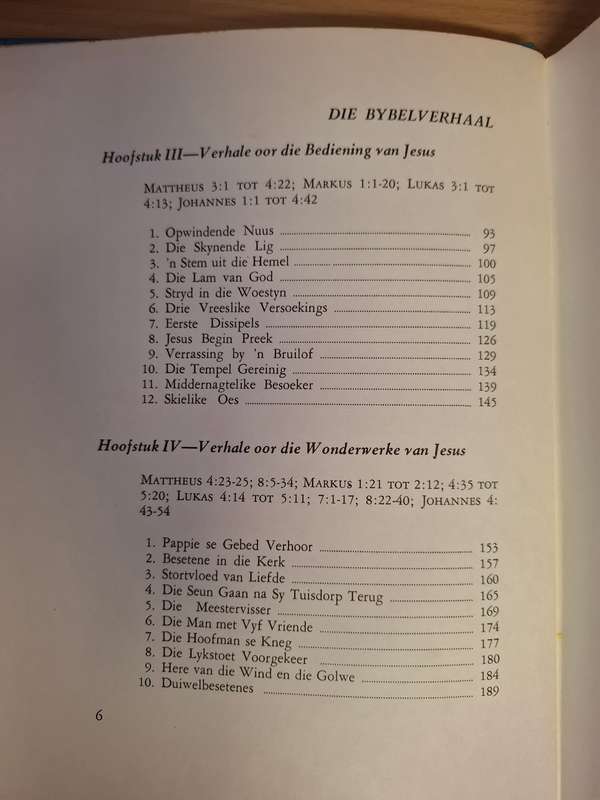 DIE BYBELVERHAAL
Hoofstuk III—Verhale oor die Bediening van Jesus
MATTHEUS 3:1 TOT 4:22; MARKUS 1:1-20; LUKAS 3:1 TOT
4:13; JOHANNES 1:1 TOT 4:42
1. Opwindende Nuus 93
2. Die Skynende Lig 97
3. 'n Stem uit die Hemel 100
4. Die Lam van God 105
5. Stryd in die Woestyn 109
6. Drie Vreeslike Versoekings 113
7. Eerste Dissipels 119
8. Jesus Begin Preek 126
9. Verrassing by 'n Bruilof 129
10. Die Tempel Gereinig 134
11. Middernagtelike Besoeker 139
12. Skielike Oes 145
Hoofstuk IV—Verhale oor die Wonderwerke van Jesus
MATTHEUS 4:23-25; 8:5-34; MARKUS 1:21 TOT 2:12; 4:35 TOT
5:20; LUKAS 4:14 TOT 5:11; 7:1-17; 8:22-40; JOHANNES 4:
43-54
1. Pappie se Gebed Verhoor 153
2. Besetene in die Kerk 157
3. Stortvloed van Liefde 160
4. Die Seun Gaan na Sy Tuisdorp Terug 165
5. Die Meestervisser 169
6. Die Man met Vyf Vriende 174
7. Die Hoofman se Kneg 177
8. Die Lykstoet Voorgekeer 180
9. Here van die Wind en die Golwe 184
10. Duiwelbesetenes 189
6